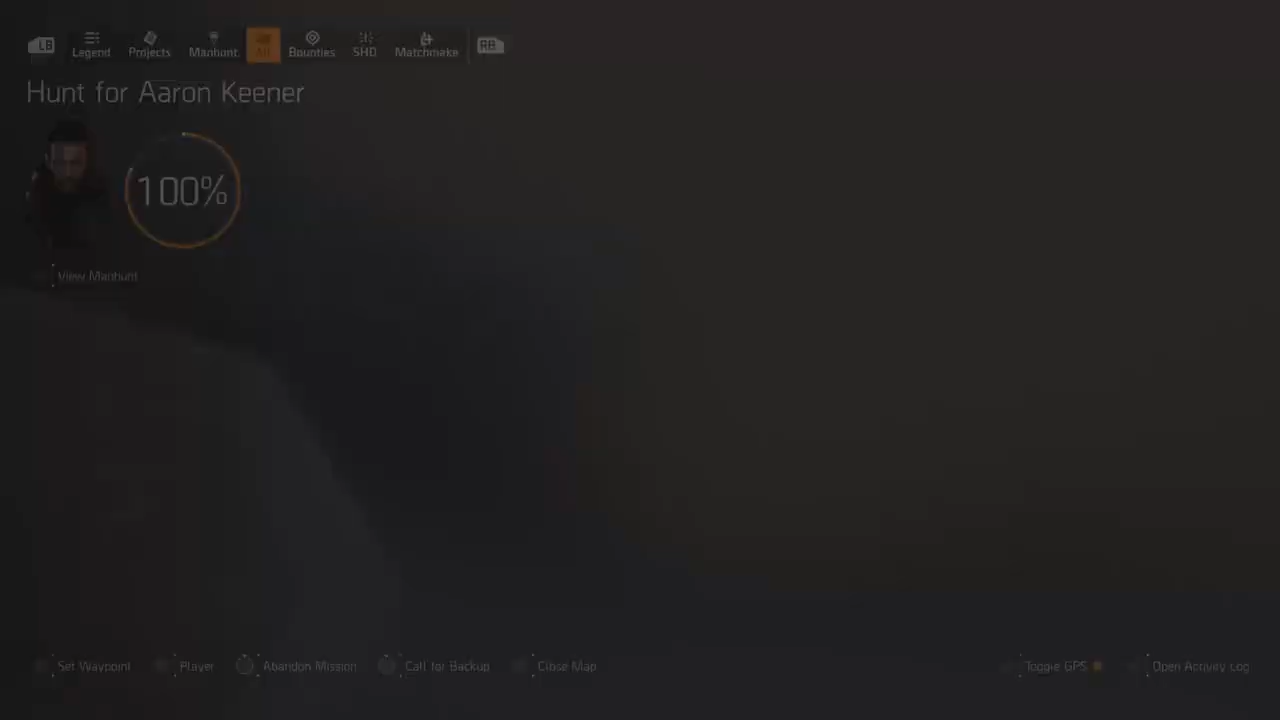 LB Legend Projects Manhunt All Bounties SHD Matchmake RB
Hunt for Aaron Keener
100%
View Manhunt
Set Waypoint Player Abandon Mission Call for Backup Close Map Toggle GPS Open Activity Log